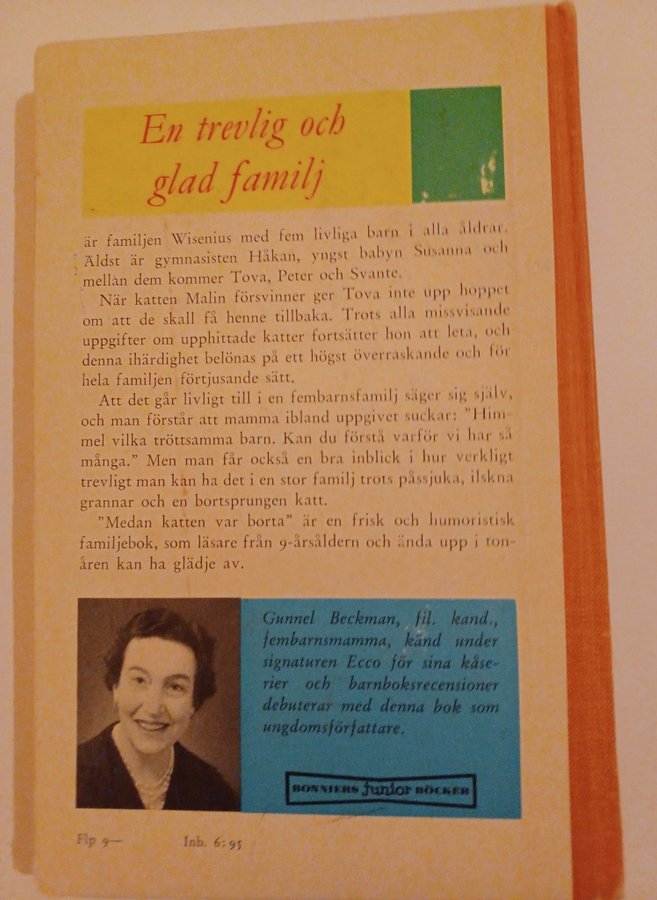 En trevlig och
glad familj
är familjen Wisenius med fem livliga barn i alla åldrar.
Äldst är gymnasisten Håkan, yngst babyn Susanna och
mellan dem kommer Tova, Peter och Svante.
När katten Malin försvinner ger Tova inte upp hoppet
om att de skall få henne tillbaka. Trots alla missvisande
uppgifter om upphittade katter fortsätter hon att leta, och
denna ihärdighet belönas på ett högst överraskande och för
hela familjen förtjusande sätt.
Att det går livligt till i en fembarnsfamilj säger sig själv,
och man förstår att mamma ibland uppgivet suckar: ”Him-
mel vilka tröttsamma barn. Kan du förstå varför vi har så
många.” Men man får också en bra inblick i hur verkligt
trevligt man kan ha det i en stor familj trots påssjuka, ilskna
grannar och en bortsprungen katt.
”Medan katten var borta” är en frisk och humoristisk
familjebok, som läsare från 9-årsåldern och ända upp i ton-
åren kan ha glädje av.
Gunnel Beckman, fil. kand.,
fembarnsmamma, känd under
signaturen Ecco för sina kåse-
rier och barnboksrecensioner
debuterar med denna bok som
ungdomsförfattare.
BONNIERS junior BÖCKER
Flp 9— Inb. 6:95